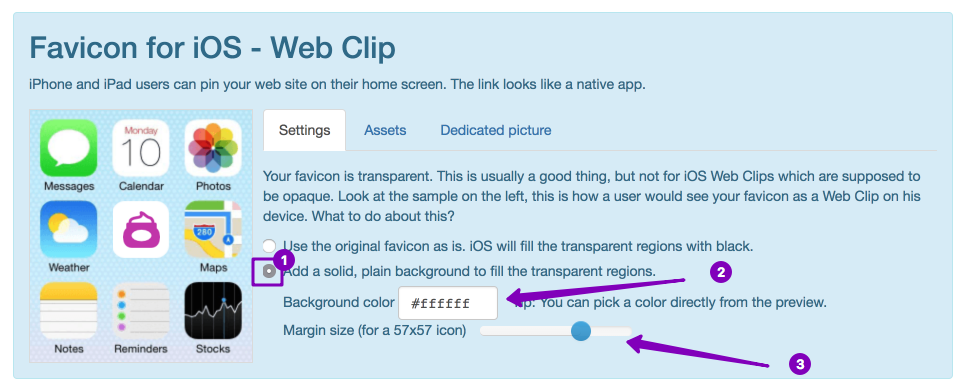 Favicon for iOS - Web Clip
iPhone and iPad users can pin your web site on their home screen. The link looks like a native app.
Monday
10
Messages Calendar Photos
280
Weather Maps
Notes Reminders Stocks
Settings Assets Dedicated picture
Your favicon is transparent. This is usually a good thing, but not for iOS Web Clips which are supposed to
be opaque. Look at the sample on the left, this is how a user would see your favicon as a Web Clip on his
device. What to do about this?
Use the original favicon as is. iOS will fill the transparent regions with black.
1
Add a solid, plain background to fill the transparent regions.
2
Background color #ffffff You can pick a color directly from the preview.
Margin size (for a 57x57 icon)
3